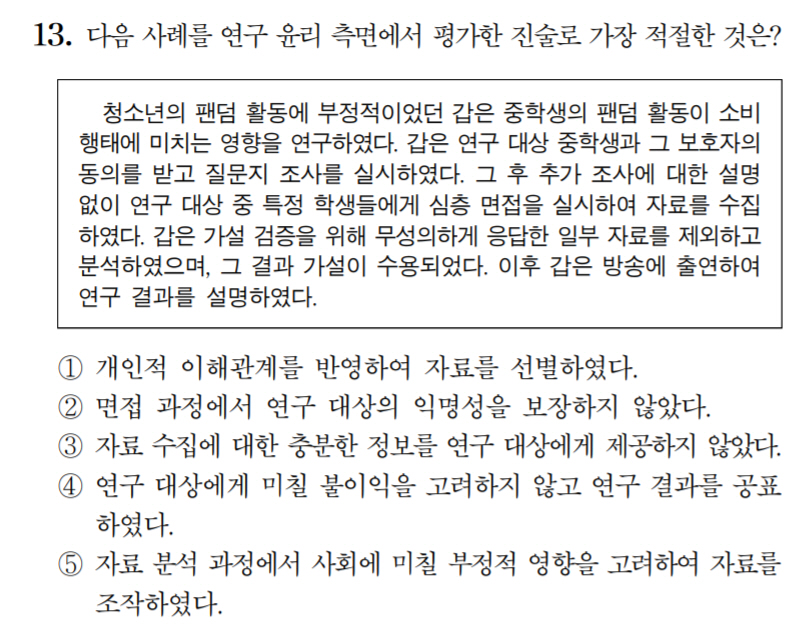 13. 다음 사례를 연구 윤리 측면에서 평가한 진술로 가장 적절한 것은?
청소년의 팬덤 활동에 부정적이었던 갑은 중학생의 팬덤 활동이 소비
행태에 미치는 영향을 연구하였다. 갑은 연구 대상 중학생과 그 보호자의
동의를 받고 질문지 조사를 실시하였다. 그 후 추가 조사에 대한 설명
없이 연구 대상 중 특정 학생들에게 심층 면접을 실시하여 자료를 수집
하였다. 갑은 가설 검증을 위해 무성의하게 응답한 일부 자료를 제외하고
분석하였으며, 그 결과 가설이 수용되었다. 이후 갑은 방송에 출연하여
연구 결과를 설명하였다.
① 개인적 이해관계를 반영하여 자료를 선별하였다.
② 면접 과정에서 연구 대상의 익명성을 보장하지 않았다.
③ 자료 수집에 대한 충분한 정보를 연구 대상에게 제공하지 않았다.
④ 연구 대상에게 미칠 불이익을 고려하지 않고 연구 결과를 공표
하였다.
⑤ 자료 분석 과정에서 사회에 미칠 부정적 영향을 고려하여 자료를
조작하였다.